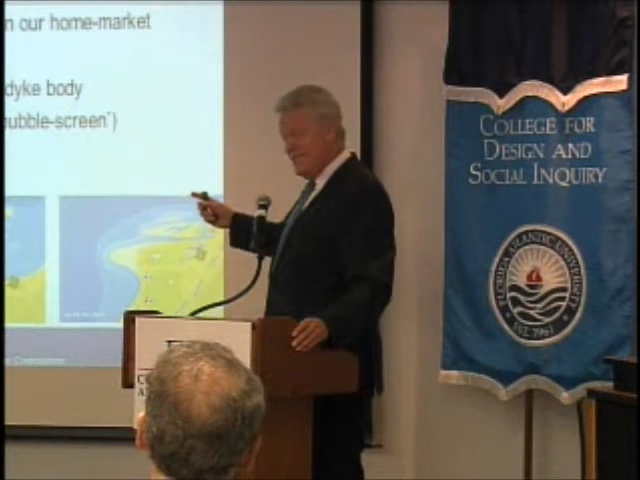 n our home-market
dyke body
ubble-screen')
COLLEGE FOR
DESIGN AND
SOCIAL INQUIRY
FLORIDA ATLANTIC UNIVERSITY
EST. 1961